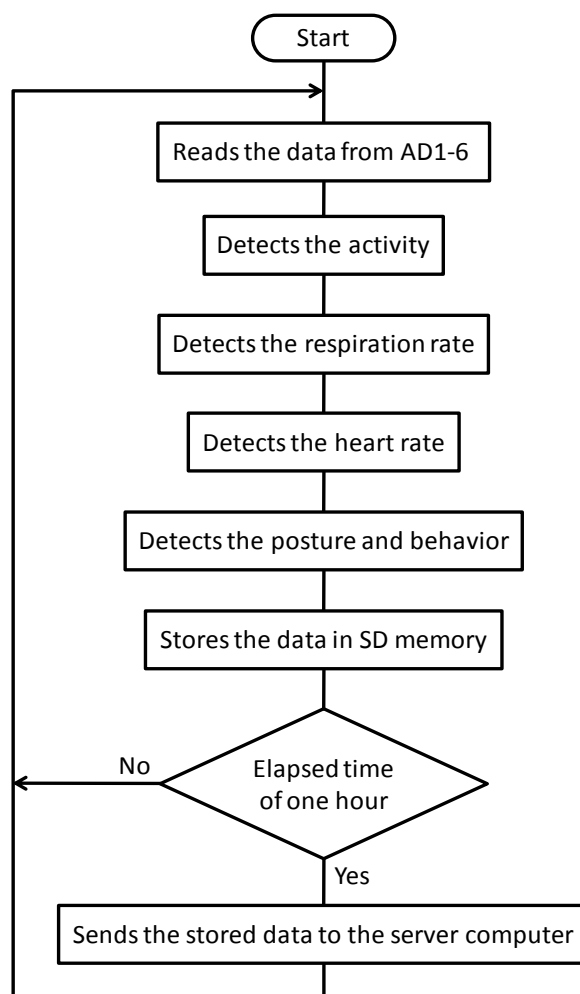 Start
Reads the data from AD1-6
Detects the activity
Detects the respiration rate
Detects the heart rate
Detects the posture and behavior
Stores the data in SD memory
No
Elapsed time
of one hour
Yes
Sends the stored data to the server computer